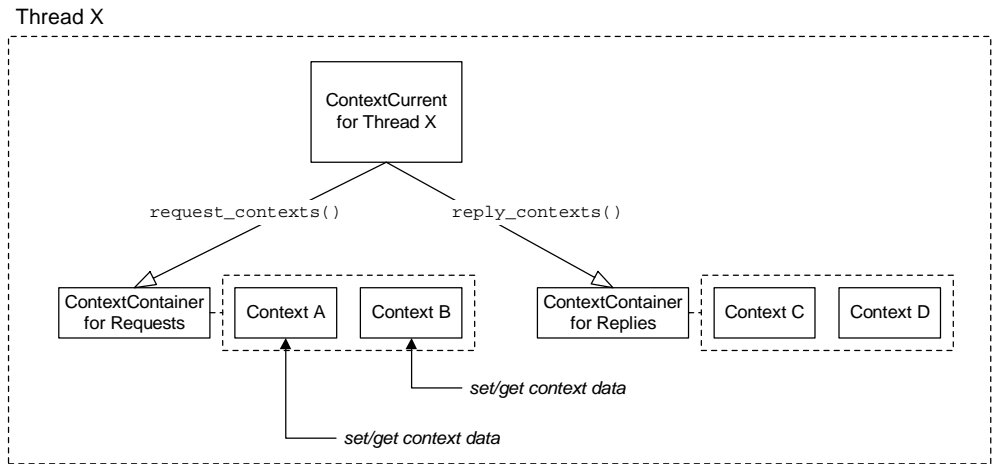 Thread X
ContextCurrent
for Thread X
request_contexts()
reply_contexts()
ContextContainer
for Requests
Context A
Context B
ContextContainer
for Replies
Context C
Context D
set/get context data
set/get context data